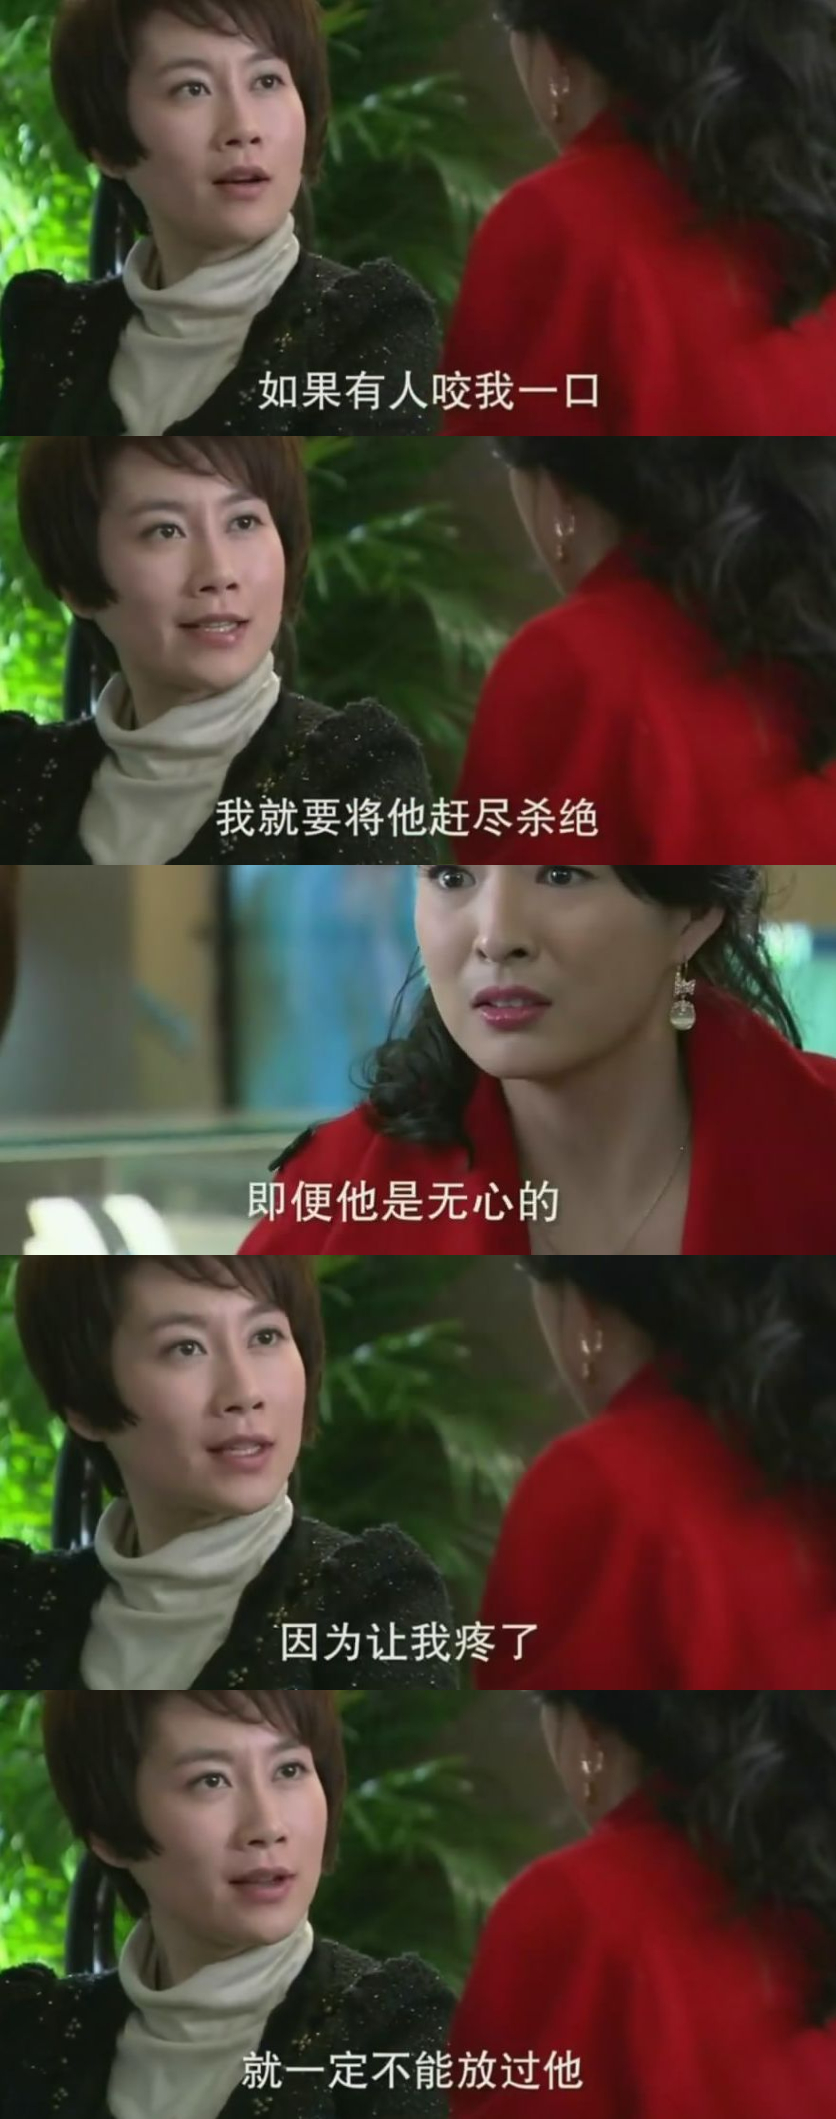 如果有人咬我一口
我就要将他赶尽杀绝
即便他是无心的
因为让我疼了
就一定不能放过他